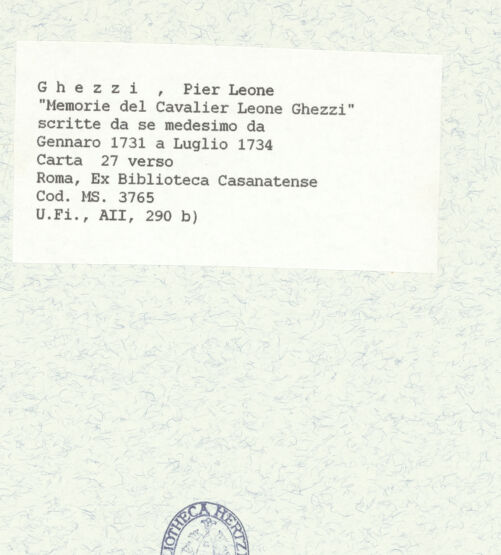 G h e z z i , Pier Leone
"Memorie del Cavalier Leone Ghezzi"
scritte da se medesimo da
Gennaro 1731 a Luglio 1734
Carta 27 verso
Roma, Ex Biblioteca Casanatense
Cod. MS. 3765
U.Fi., AII, 290 b)